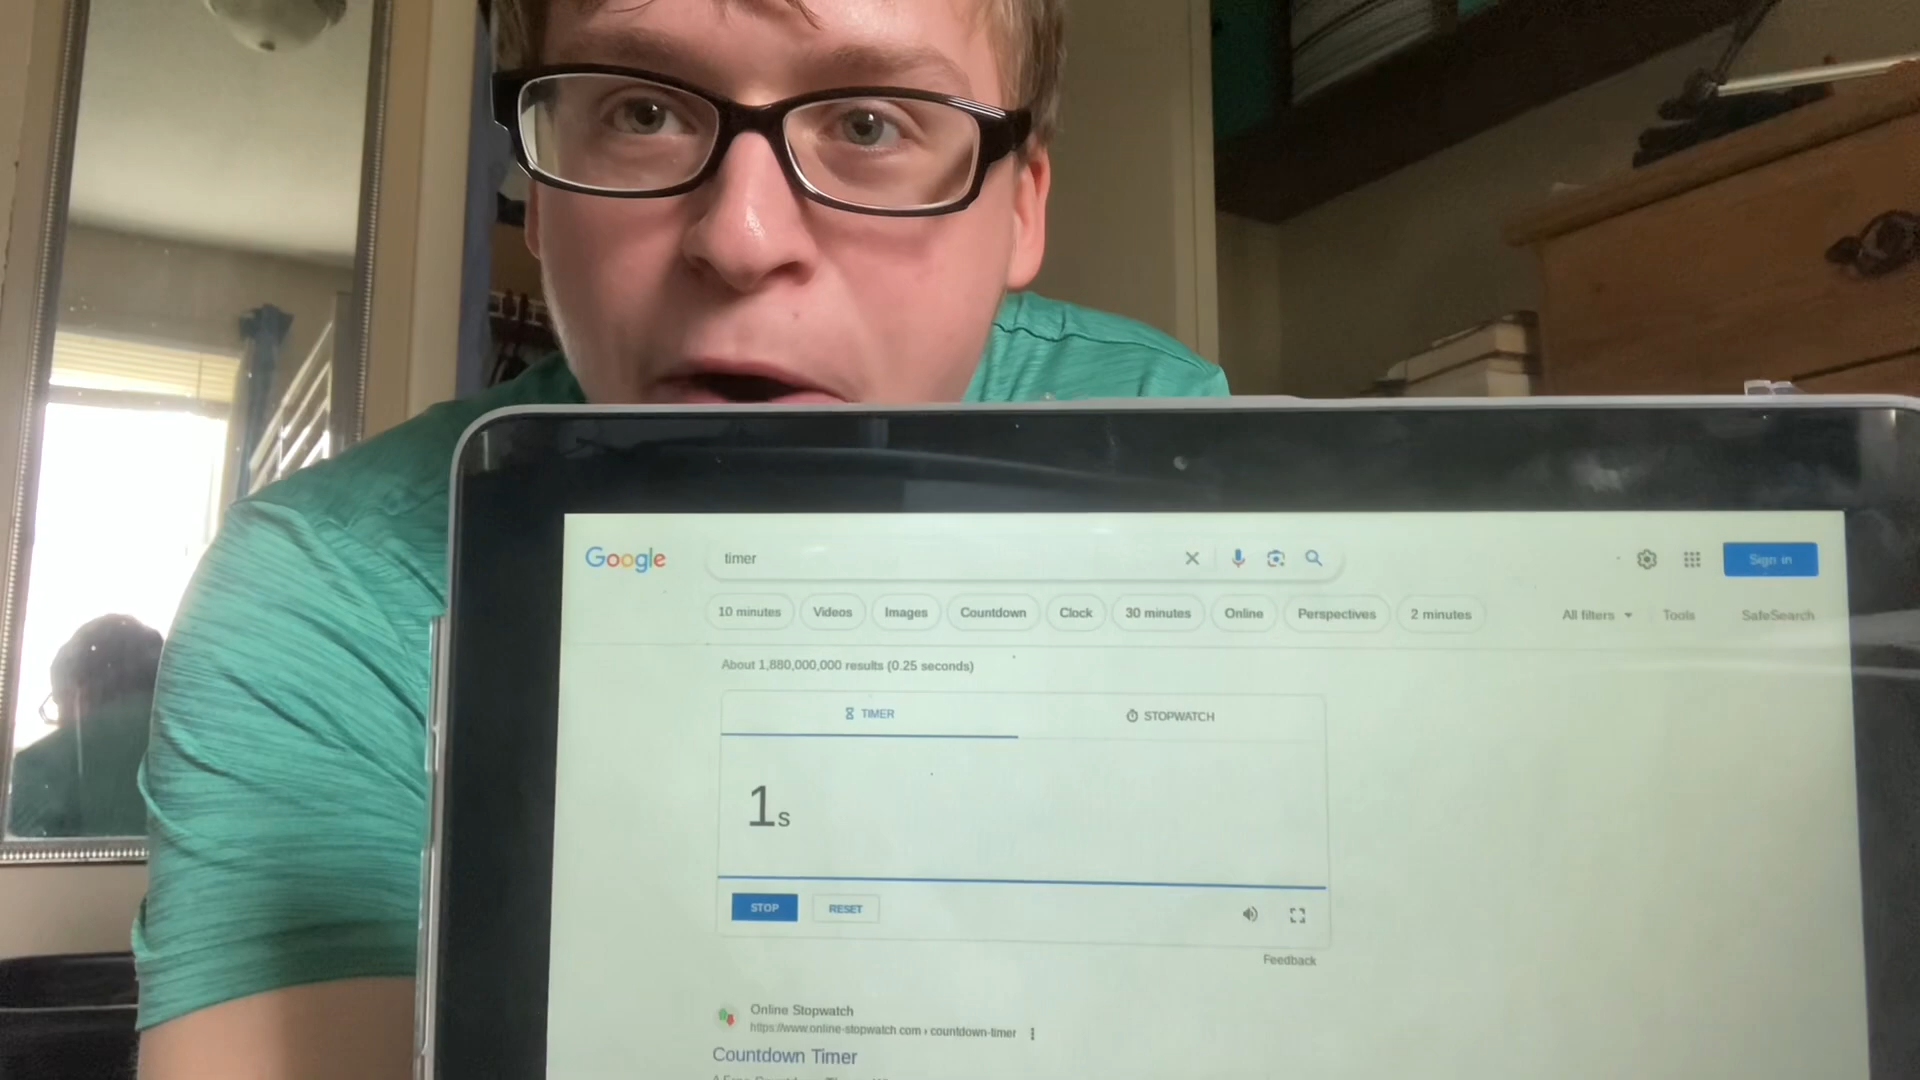 Google timer Sign in
10 minutes Videos Images Countdown Clock 30 minutes Online Perspectives 2 minutes All filters Tools SafeSearch
About 1,880,000,000 results (0.25 seconds)
TIMER STOPWATCH
1s
STOP RESET
Feedback
Online Stopwatch
https://www.online-stopwatch.com › countdown-timer
Countdown Timer